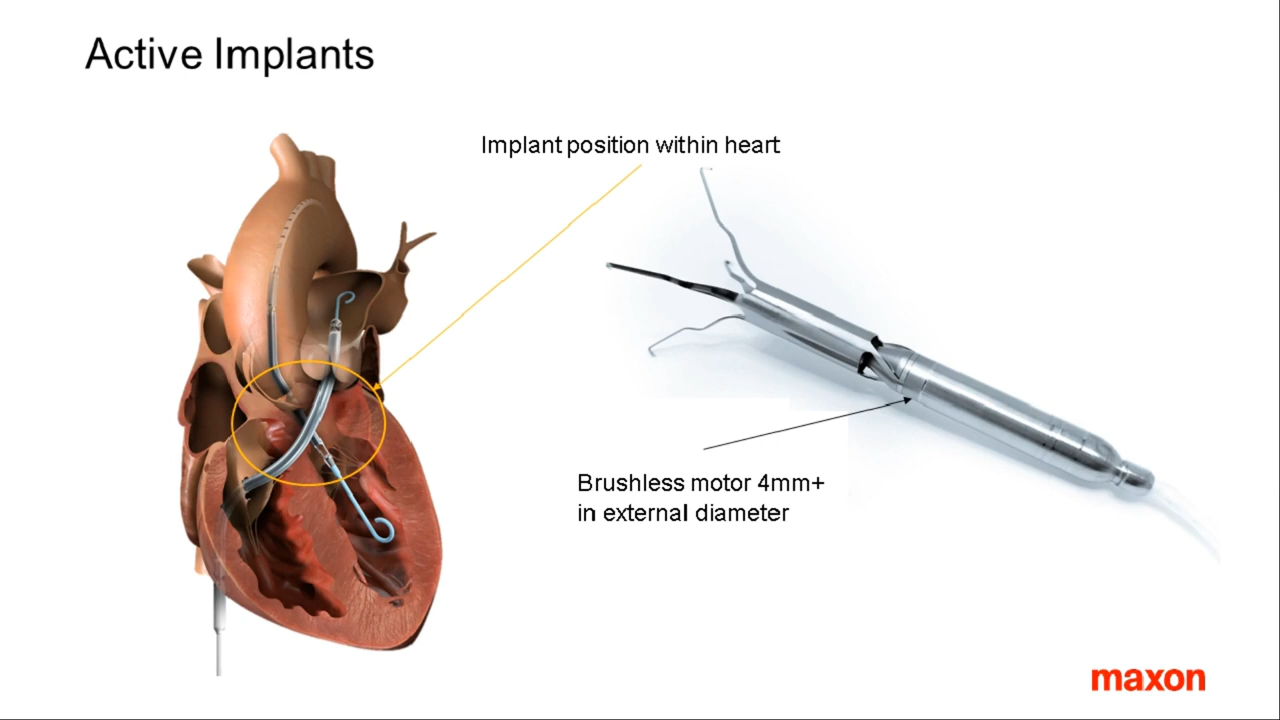 Active Implants
Implant position within heart
Brushless motor 4mm+
in external diameter
maxon